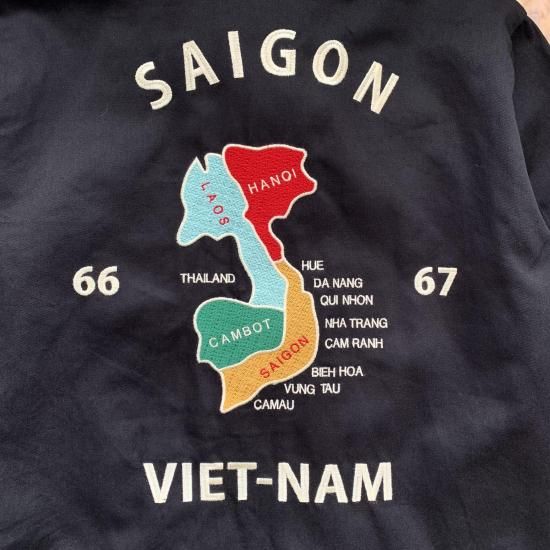 SAIGON
LAOS
HANOI
66
THAILAND
HUE
DA NANG
QUI NHON
67
CAMBOT
NHA TRANG
CAM RANH
SAIGON
BIEH HOA
VUNG TAU
CAMAU
VIET-NAM